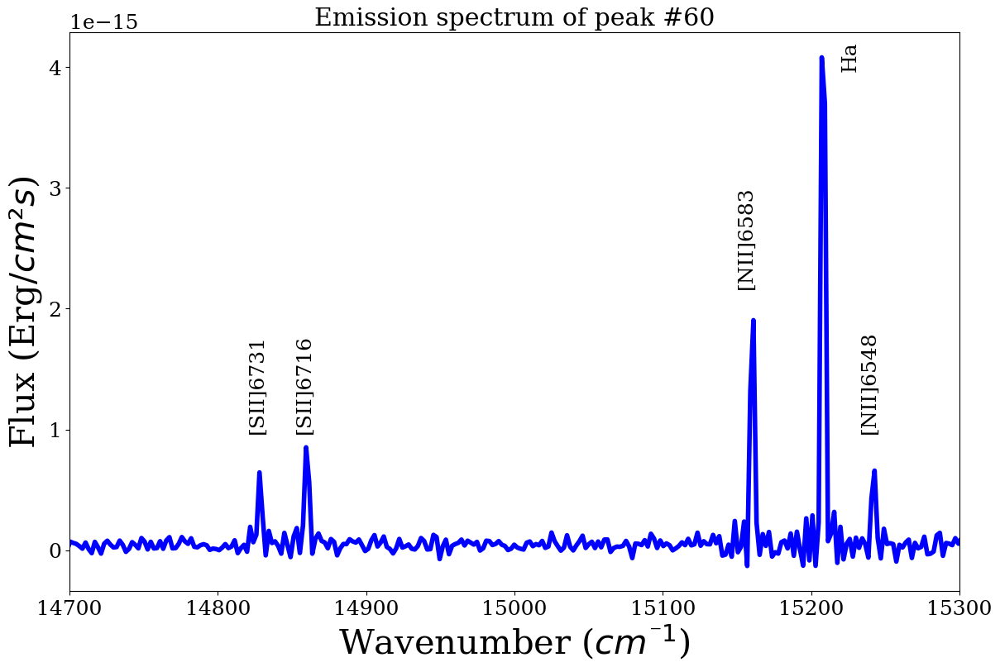 Emission spectrum of peak #60
1e−15
4
3
2
1
0
Flux (Erg/cm²s)
[SII]6731
[SII]6716
[NII]6583
Ha
[NII]6548
14700 14800 14900 15000 15100 15200 15300
Wavenumber (cm⁻¹)